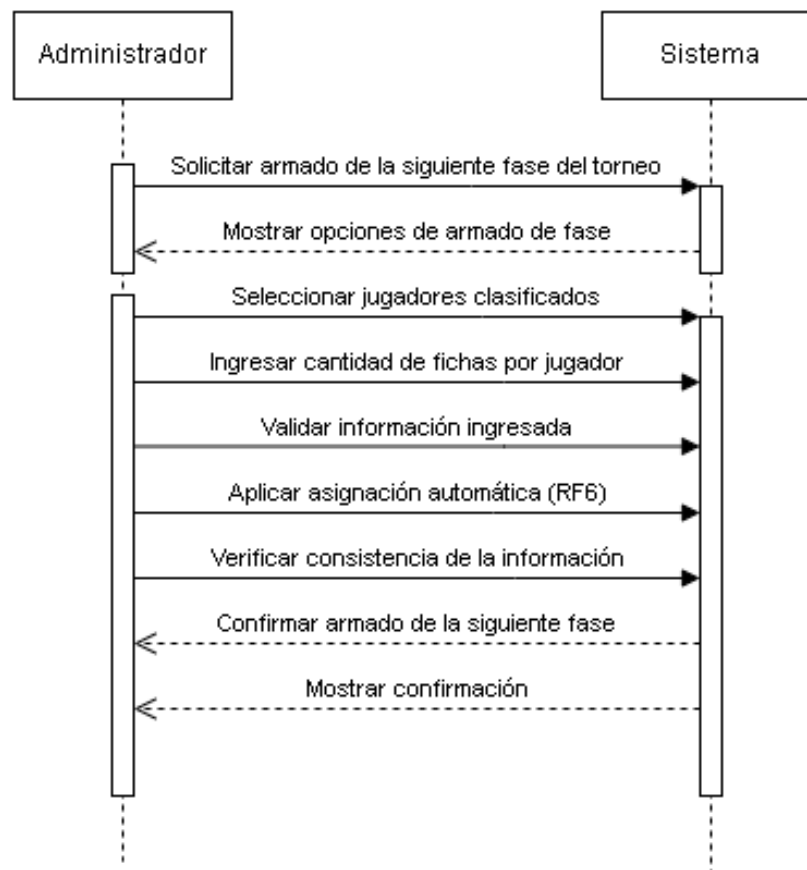 Administrador
Sistema
Solicitar armado de la siguiente fase del torneo
Mostrar opciones de armado de fase
Seleccionar jugadores clasificados
Ingresar cantidad de fichas por jugador
Validar información ingresada
Aplicar asignación automática (RF6)
Verificar consistencia de la información
Confirmar armado de la siguiente fase
Mostrar confirmación